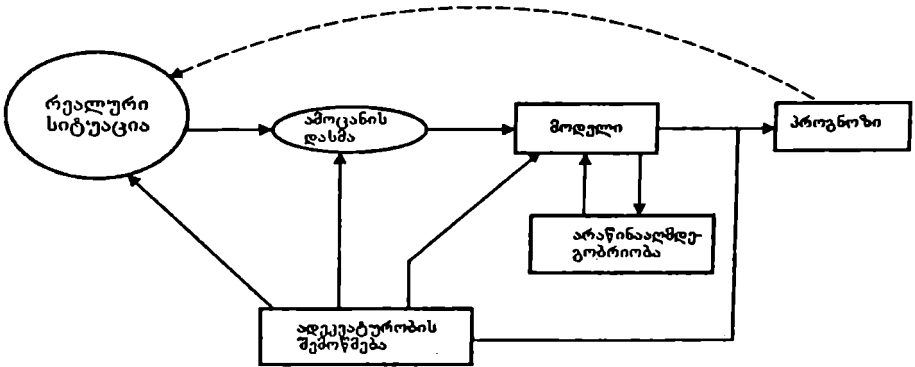 რეალური
სიტუაცია
ამოცანის
დასმა
მოდელი
პროგნოზი
არაწინააღმდე-
გობრიობა
ადეკვატურობის
შემოწმება